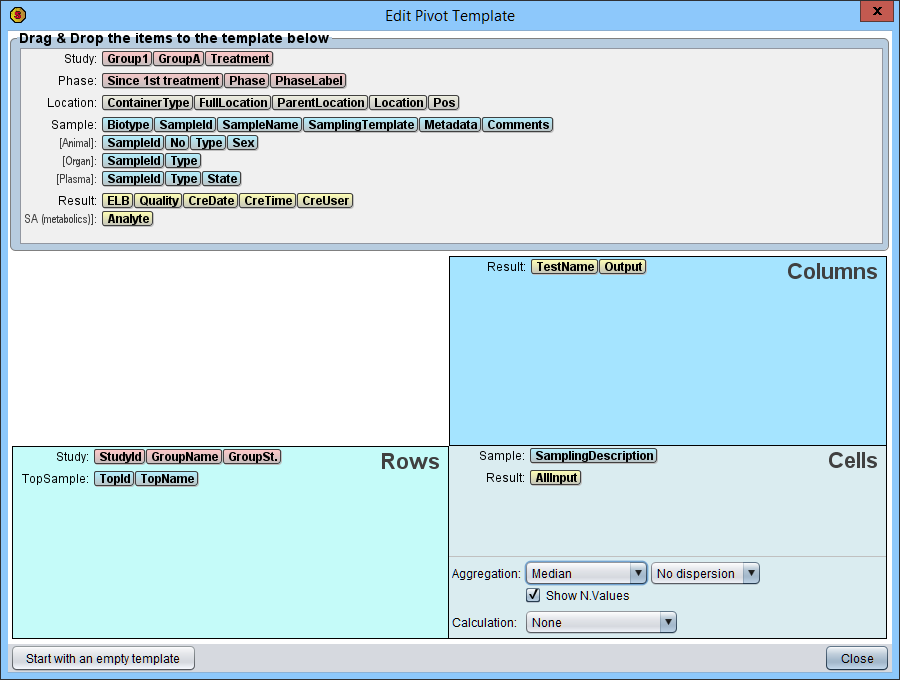 Edit Pivot Template
X
Drag & Drop the items to the template below
Study: Group1 GroupA Treatment
Phase: Since 1st treatment Phase PhaseLabel
Location: ContainerType FullLocation ParentLocation Location Pos
Sample: Biotype SampleId SampleName SamplingTemplate Metadata Comments
[Animal]: SampleId No Type Sex
[Organ]: SampleId Type
[Plasma]: SampleId Type State
Result: ELB Quality CreDate CreTime CreUser
SA (metabolics)]: Analyte
Result: TestName Output
Columns
Study: StudyId GroupName GroupSt.
TopSample: TopId TopName
Rows
Sample: SamplingDescription
Result: AllInput
Cells
Aggregation: Median No dispersion
Show N.Values
Calculation: None
Start with an empty template
Close